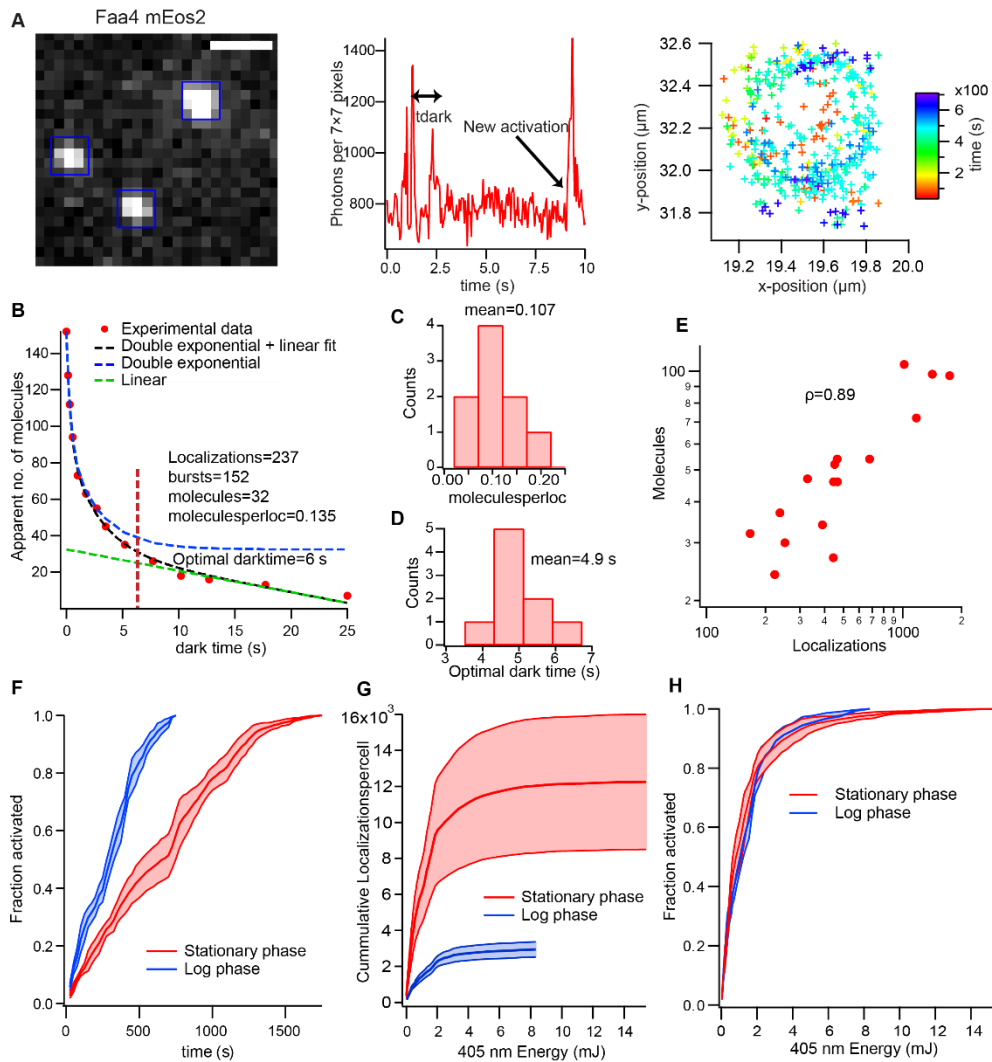 A
Faa4 mEos2
1400
1200
1000
800
Photons per 7×7 pixels
tdark
New activation
0.0
2.5
5.0
7.5
10
time (s)
32.6
32.4
32.2
32.0
31.8
y-position (µm)
19.2
19.4
19.6
19.8
20.0
x-position (µm)
x100
6
4
2
time (s)
B
Experimental data
Double exponential + linear fit
Double exponential
Linear
140
120
100
80
60
40
20
Apparent no. of molecules
Localizations=237
bursts=152
molecules=32
moleculesperloc=0.135
Optimal darktime=6 s
0
5
10
15
20
25
dark time (s)
C
mean=0.107
4
3
2
1
0
Counts
0.00
0.10
0.20
moleculesperloc
D
5
4
3
2
1
0
Counts
mean=4.9 s
3
4
5
6
7
Optimal dark time (s)
E
100
9
8
7
6
5
4
3
2
Molecules
ρ=0.89
100
2
3
4
5
6
7
8
9
1000
2
Localizations
F
1.0
0.8
0.6
0.4
0.2
0.0
Fraction activated
Stationary phase
Log phase
0
500
1000
1500
time (s)
G
16x10³
14
12
10
8
6
4
2
0
Cummulative Localizationspercell
Stationary phase
Log phase
0
2
4
6
8
10
12
14
405 nm Energy (mJ)
H
1.0
0.8
0.6
0.4
0.2
0.0
Fraction activated
Stationary phase
Log phase
0
2
4
6
8
10
12
14
405 nm Energy (mJ)